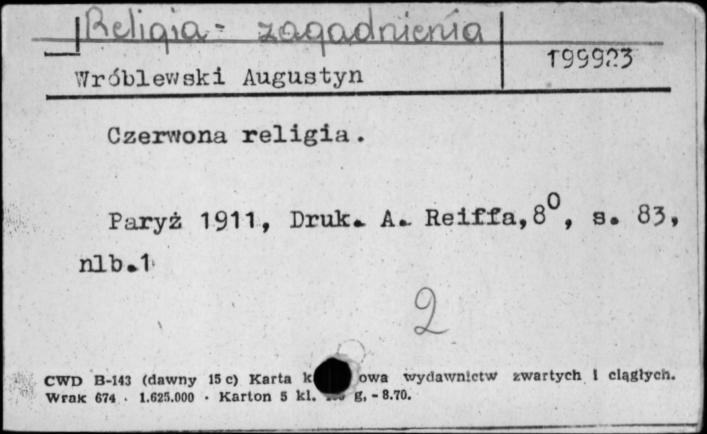 Religia - zagadnienia
199923
Wróblewski Augustyn
Czerwona religia.
Paryż 1911, Druk. A. Reiffa, 8⁰, s. 83,
nlb.1
2
CWD B-143 (dawny 15 c) Karta k owa wydawnictw zwartych i ciągłych.
Wrak 674 . 1.625.000 . Karton 5 kl. g, - 8.70.